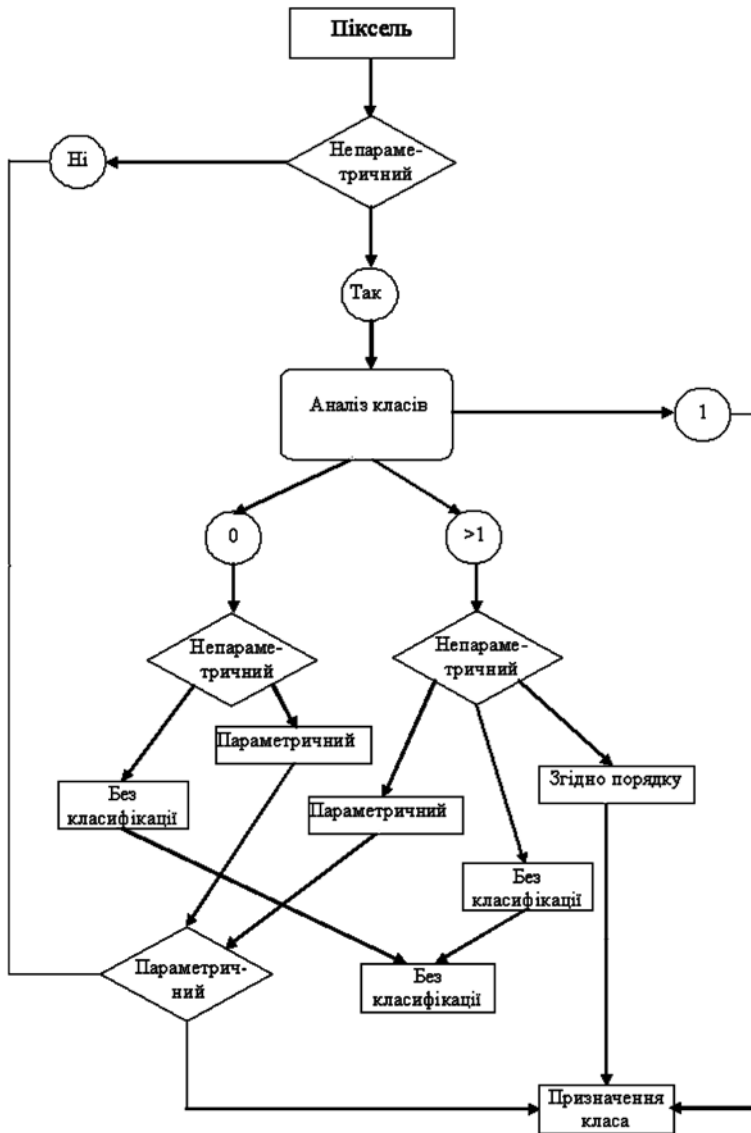 Піксель
Непараме-
тричний
Ні
Так
Аналіз класів
1
0
>1
Непараме-
тричний
Непараме-
тричний
Параметричний
Без
класифікації
Параметричний
Згідно порядку
Без
класифікації
Параметрич-
ний
Без
класифікації
Призначення
класа